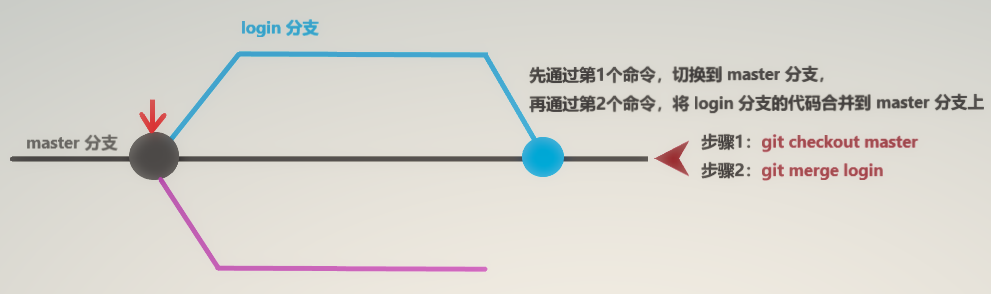 login 分支
先通过第1个命令，切换到 master 分支，
再通过第2个命令，将 login 分支的代码合并到 master 分支上
master 分支
步骤1：git checkout master
步骤2：git merge login